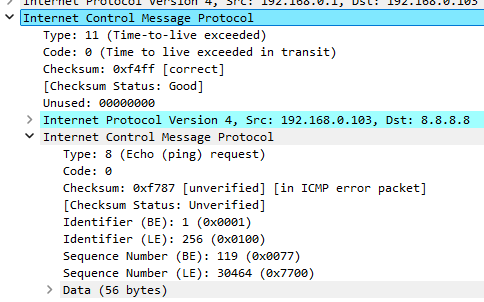 Internet Protocol Version 4, Src: 192.168.0.1, Dst: 192.168.0.103
Internet Control Message Protocol
Type: 11 (Time-to-live exceeded)
Code: 0 (Time to live exceeded in transit)
Checksum: 0xf4ff [correct]
[Checksum Status: Good]
Unused: 00000000
Internet Protocol Version 4, Src: 192.168.0.103, Dst: 8.8.8.8
Internet Control Message Protocol
Type: 8 (Echo (ping) request)
Code: 0
Checksum: 0xf787 [unverified] [in ICMP error packet]
[Checksum Status: Unverified]
Identifier (BE): 1 (0x0001)
Identifier (LE): 256 (0x0100)
Sequence Number (BE): 119 (0x0077)
Sequence Number (LE): 30464 (0x7700)
Data (56 bytes)